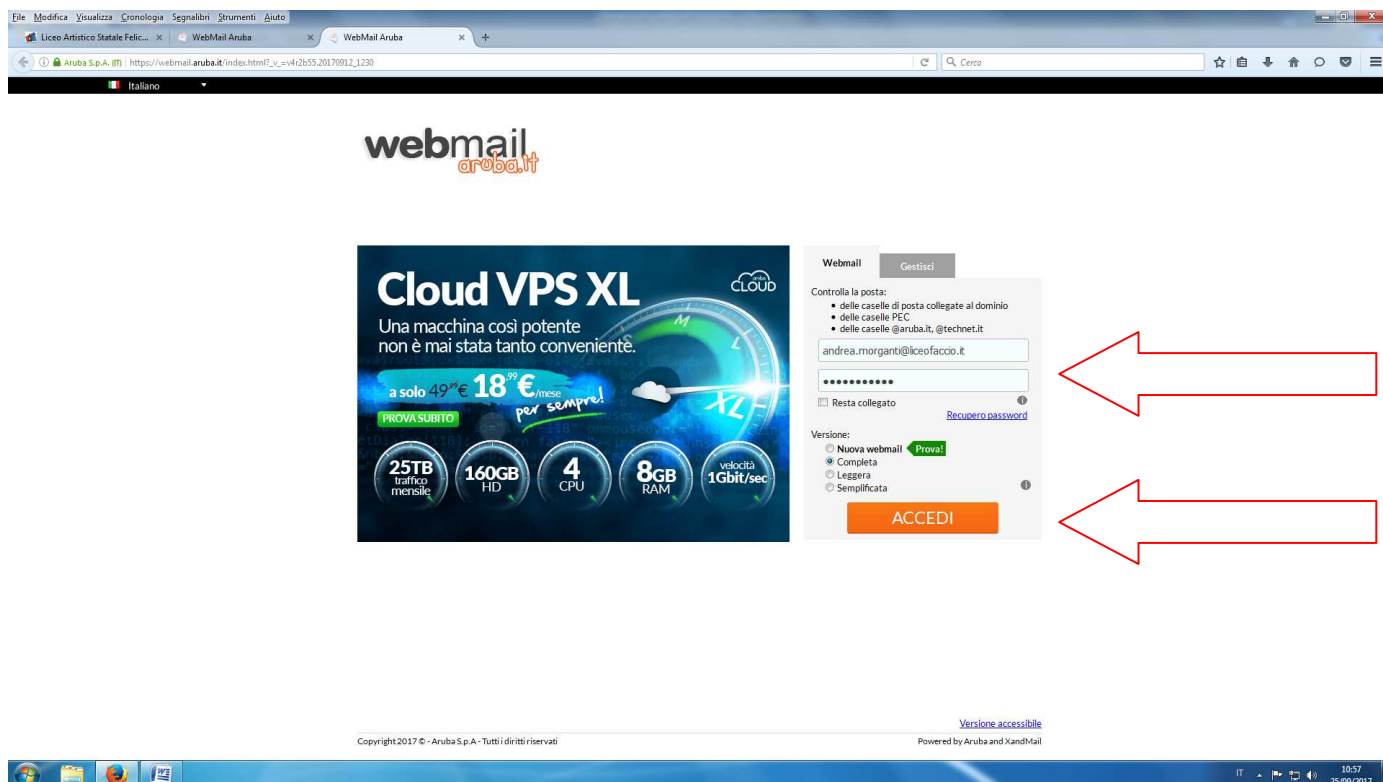 File Modifica Visualizza Cronologia Segnalibri Strumenti Aiuto
Liceo Artistico Statale Felic... × WebMail Aruba × WebMail Aruba × +
Aruba S.p.A. (IT) https://webmail.aruba.it/index.html?_v_=v4r2b55.20170912_1230 Cerca
Italiano
webmail
aruba.it
Cloud VPS XL
aruba
CLOUD
Una macchina così potente
non è mai stata tanto conveniente.
a solo 49,99€ 18,99€/mese
per sempre!
PROVA SUBITO
M
L
XL
25TB
traffico
mensile
160GB
HD
4
CPU
8GB
RAM
velocità
1Gbit/sec
Webmail Gestisci
Controlla la posta:
• delle caselle di posta collegate al dominio
• delle caselle PEC
• delle caselle @aruba.it, @technet.it
andrea.morganti@liceofaccio.it
•••••••••••
Resta collegato
Recupero password
Versione:
Nuova webmail Prova!
Completa
Leggera
Semplificata
ACCEDI
Versione accessibile
Copyright 2017 © - Aruba S.p.A - Tutti i diritti riservati Powered by Aruba and XandMail
IT 10:57
25/09/2017